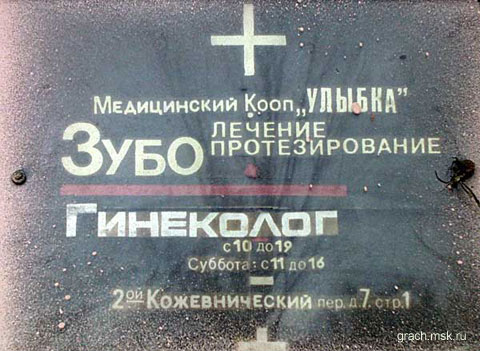 Медицинский Кооп „УЛЫБКА"
ЗУБО ЛЕЧЕНИЕ
ПРОТЕЗИРОВАНИЕ
ГИНЕКОЛОГ
с 10 до 19
Суббота: с 11 до 16
2ой Кожевнический пер. д.7, стр.1
grach.msk.ru